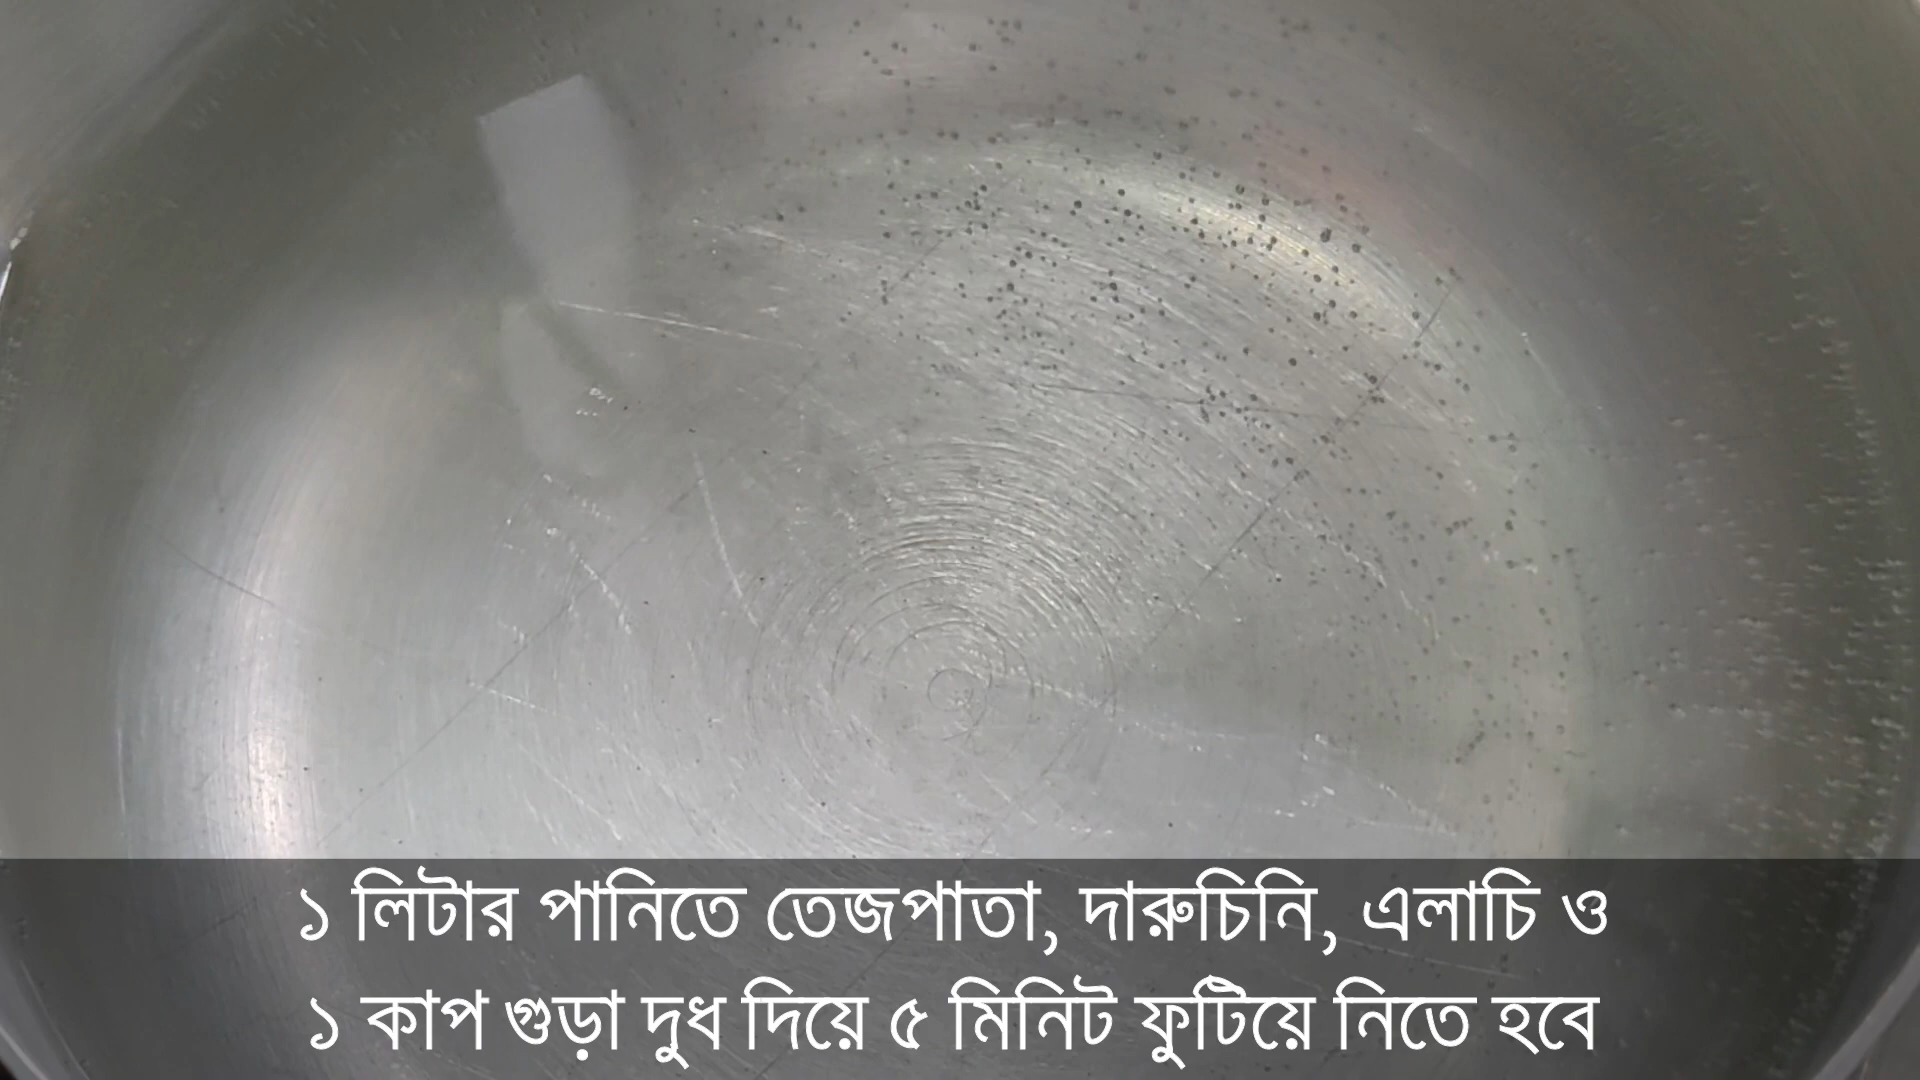 ১ লিটার পানিতে তেজপাতা, দারুচিনি, এলাচি ও
১ কাপ গুড়া দুধ দিয়ে ৫ মিনিট ফুটিয়ে নিতে হবে